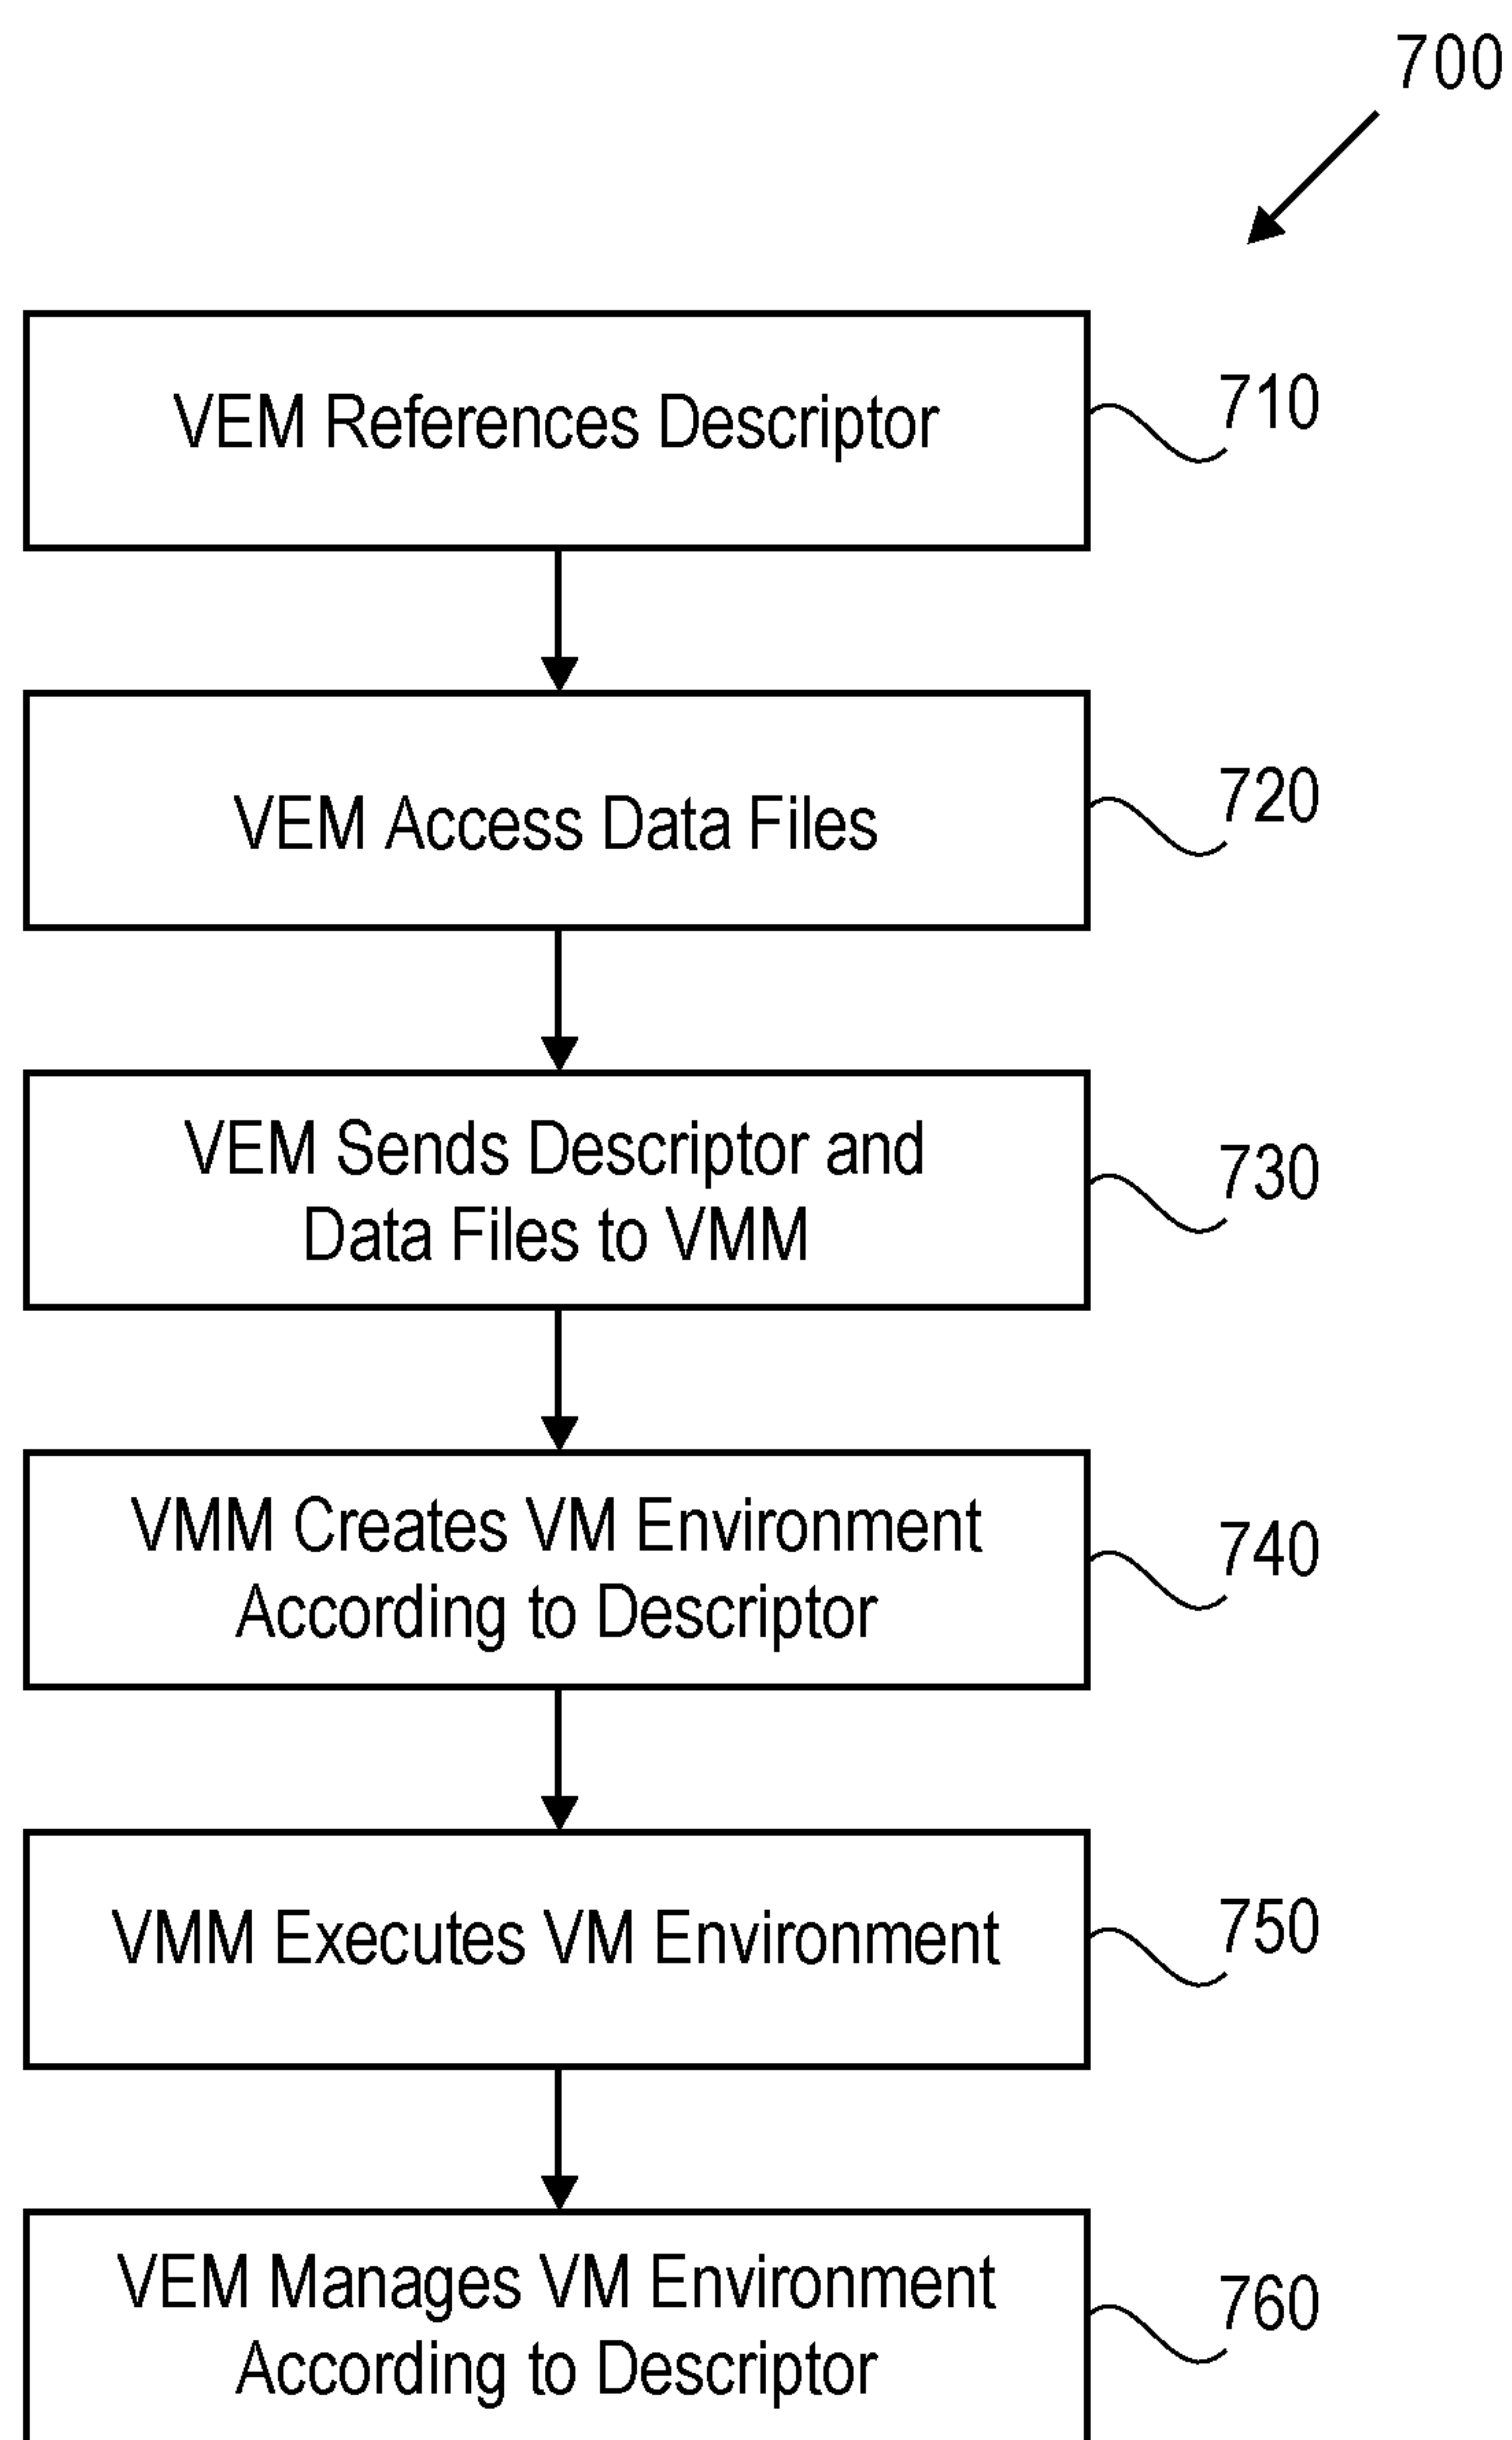 700
VEM References Descriptor
710
VEM Access Data Files
720
VEM Sends Descriptor and
Data Files to VMM
730
VMM Creates VM Environment
According to Descriptor
740
VMM Executes VM Environment
750
VEM Manages VM Environment
According to Descriptor
760